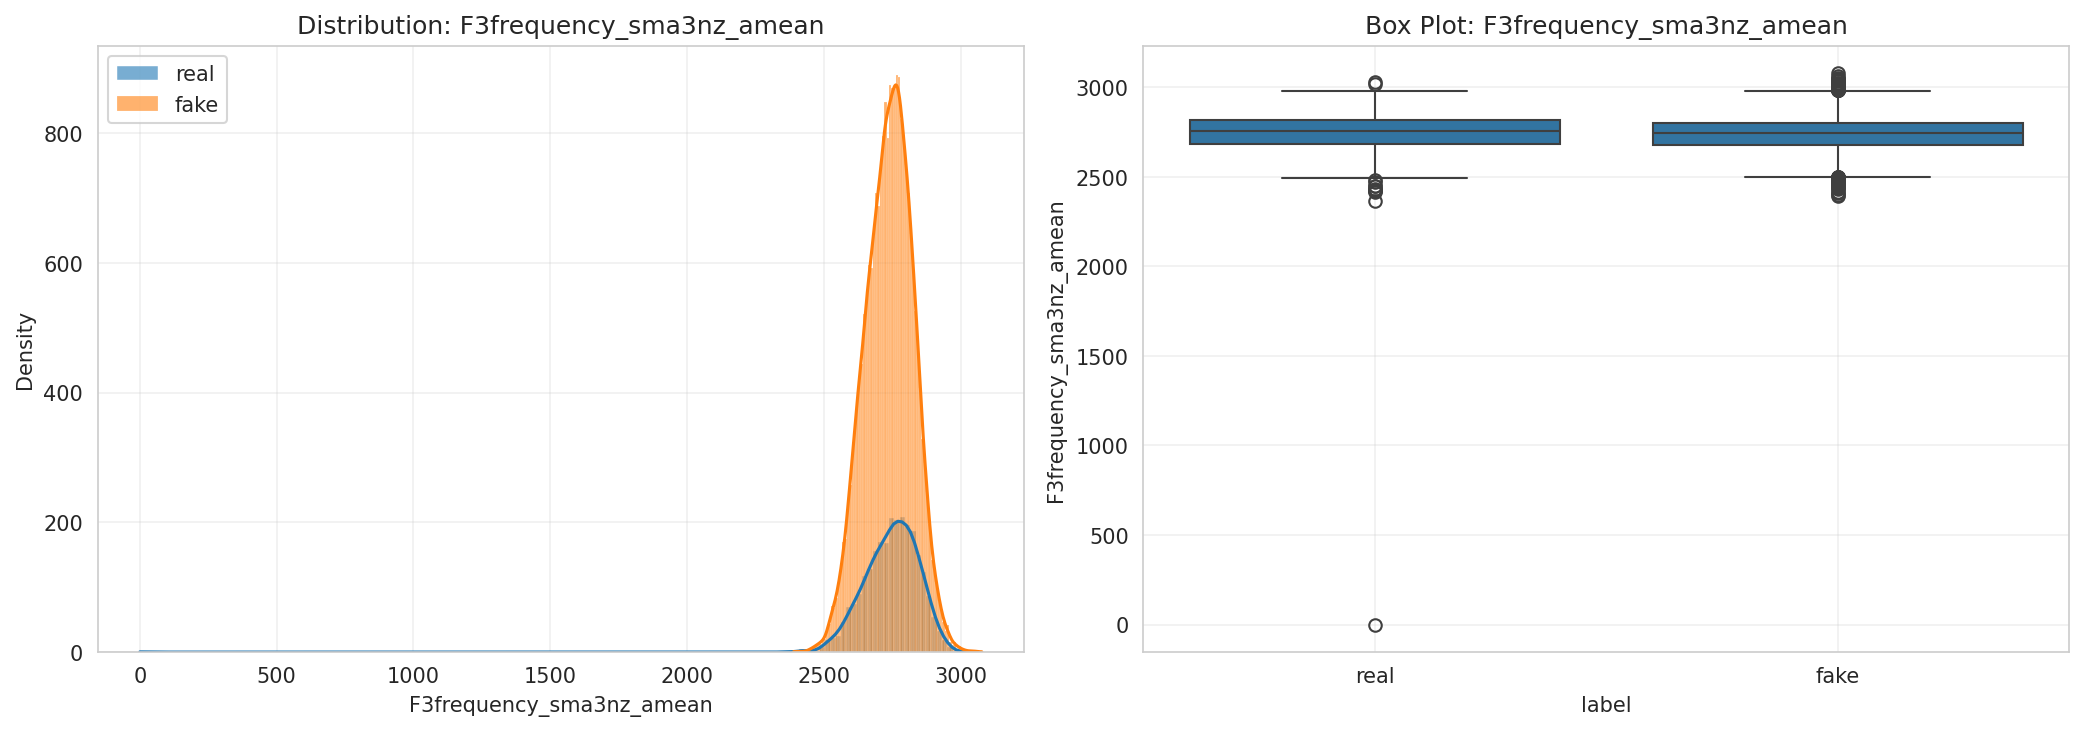 Distribution: F3frequency_sma3nz_amean
real
fake
Density
800
600
400
200
0
0 500 1000 1500 2000 2500 3000
F3frequency_sma3nz_amean
Box Plot: F3frequency_sma3nz_amean
F3frequency_sma3nz_amean
3000
2500
2000
1500
1000
500
0
real fake
label